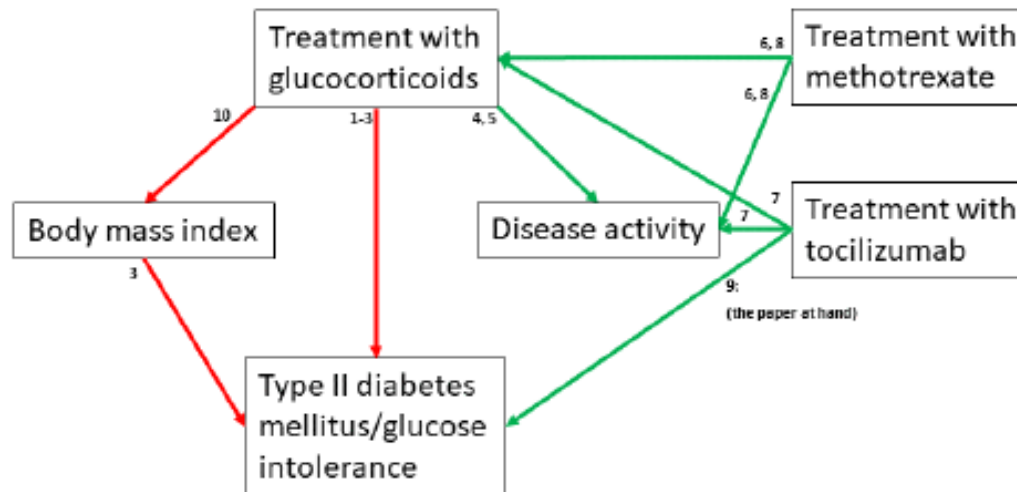 Treatment with
glucocorticoids
6, 8
Treatment with
methotrexate
6, 8
10
1-3
4, 5
Body mass index
Disease activity
7
7
Treatment with
tocilizumab
3
9:
(the paper at hand)
Type II diabetes
mellitus/glucose
intolerance